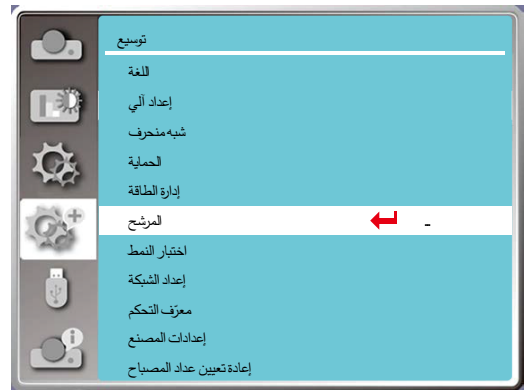 توسيع
اللغة
إعداد آلي
شبه منحرف
الحماية
إدارة الطاقة
المرشح
اختبار النمط
إعداد الشبكة
معرّف التحكم
إعدادات المصنع
إعادة تعيين عداد المصباح